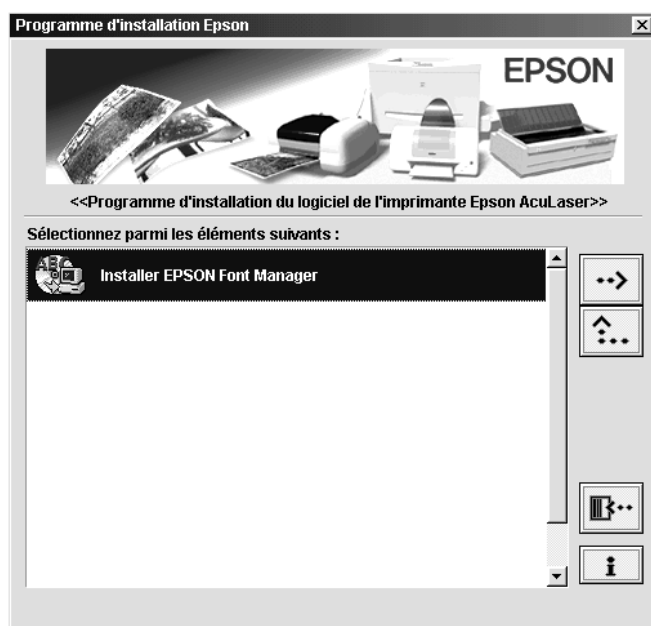 Programme d'installation Epson
EPSON
<<Programme d'installation du logiciel de l'imprimante Epson AcuLaser>>
Sélectionnez parmi les éléments suivants :
ABC
Installer EPSON Font Manager
i